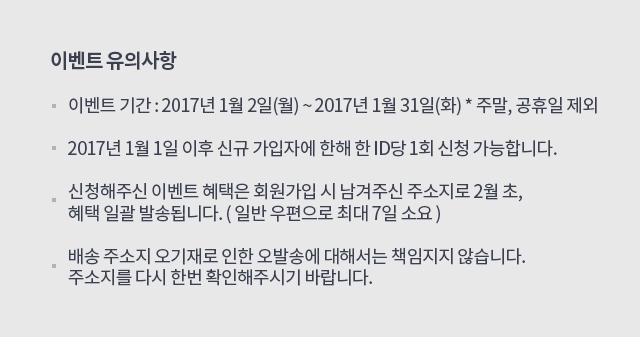 이벤트 유의사항
이벤트 기간 : 2017년 1월 2일(월) ~ 2017년 1월 31일(화) * 주말, 공휴일 제외
2017년 1월 1일 이후 신규 가입자에 한해 한 ID당 1회 신청 가능합니다.
신청해주신 이벤트 혜택은 회원가입 시 남겨주신 주소지로 2월 초,
혜택 일괄 발송됩니다. ( 일반 우편으로 최대 7일 소요 )
배송 주소지 오기재로 인한 오발송에 대해서는 책임지지 않습니다.
주소지를 다시 한번 확인해주시기 바랍니다.